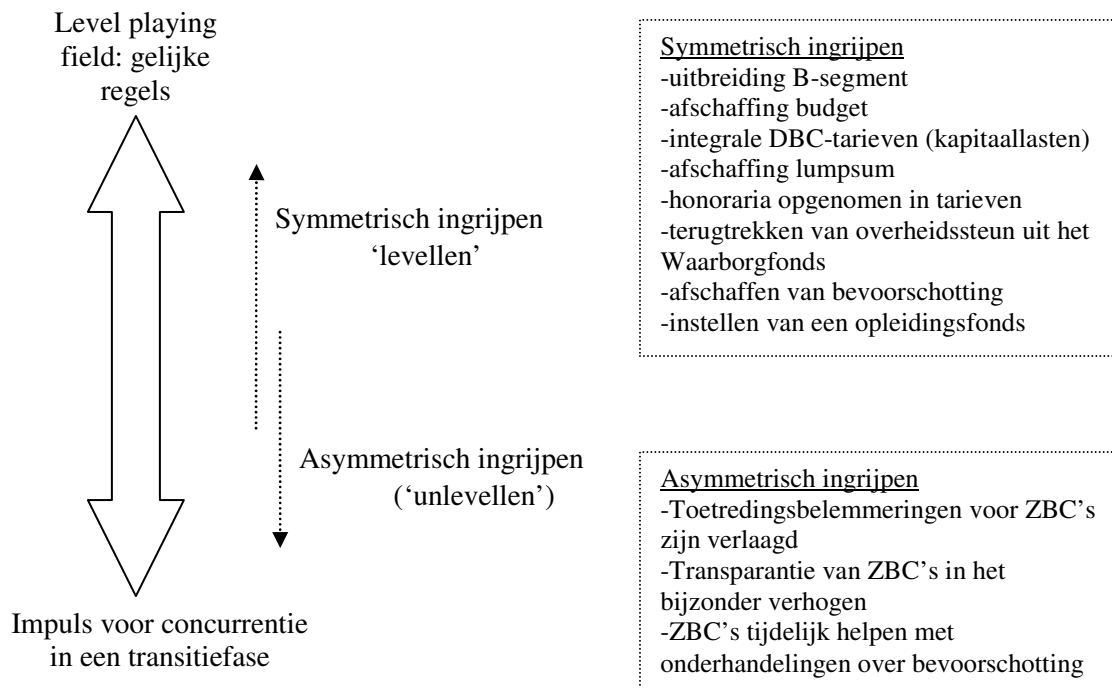 Level playing
field: gelijke
regels
Symmetrisch ingrijpen
‘levellen’
Asymmetrisch ingrijpen
(‘unlevellen’)
Impuls voor concurrentie
in een transitiefase
Symmetrisch ingrijpen
-uitbreiding B-segment
-afschaffing budget
-integrale DBC-tarieven (kapitaallasten)
-afschaffing lumpsum
-honoraria opgenomen in tarieven
-terugtrekken van overheidssteun uit het
Waarborgfonds
-afschaffen van bevoorschotting
-instellen van een opleidingsfonds
Asymmetrisch ingrijpen
-Toetredingsbelemmeringen voor ZBC’s
zijn verlaagd
-Transparantie van ZBC’s in het
bijzonder verhogen
-ZBC’s tijdelijk helpen met
onderhandelingen over bevoorschotting